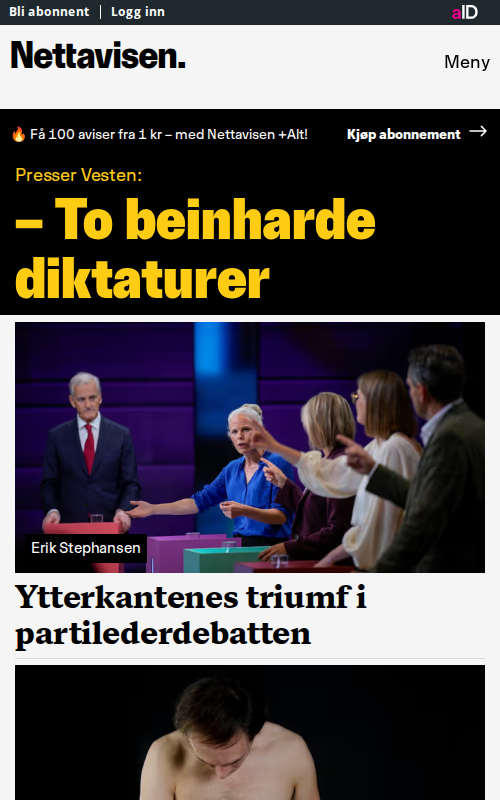 Bli abonnent | Logg inn
aID
Nettavisen.
Meny
🔥 Få 100 aviser fra 1 kr – med Nettavisen +Alt!
Kjøp abonnement →
Presser Vesten:
– To beinharde
diktaturer
Erik Stephansen
Ytterkantenes triumf i
partilederdebatten